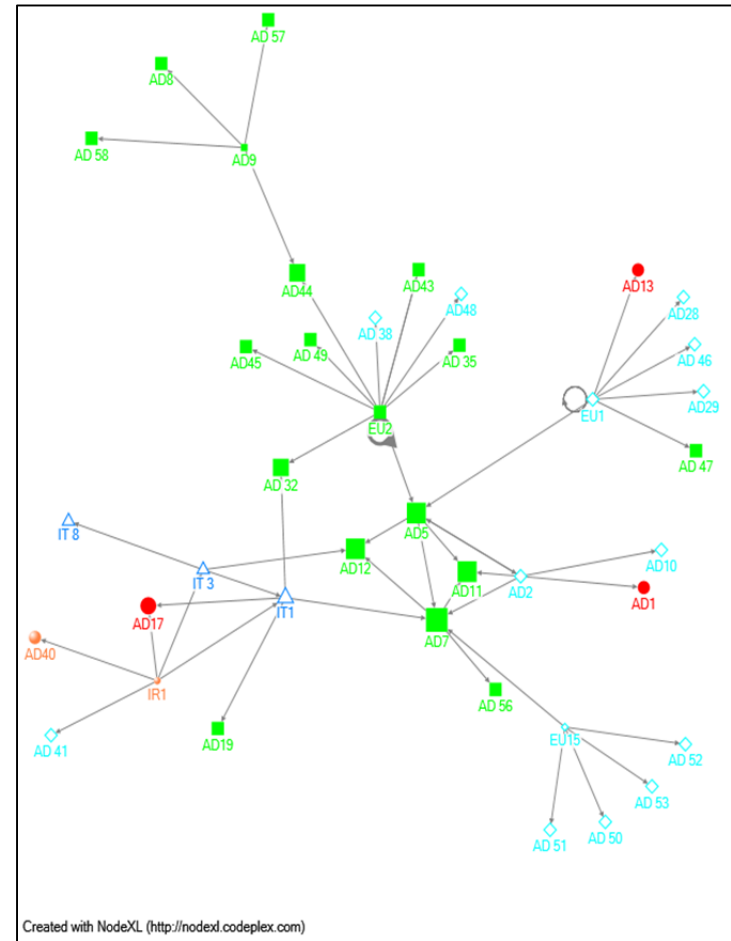 AD 57
AD8
AD 58
AD9
AD44
AD43
AD13
AD48
AD28
AD 38
AD 49
AD45
AD 35
AD 46
AD29
EU1
EU2
AD 47
AD 32
IT 8
AD5
AD12
IT 3
AD11
AD2
AD10
AD17
IT1
AD1
AD7
AD40
IR1
AD 56
AD 41
AD19
EU15
AD 52
AD 53
AD 50
AD 51
Created with NodeXL (http://nodexl.codeplex.com)